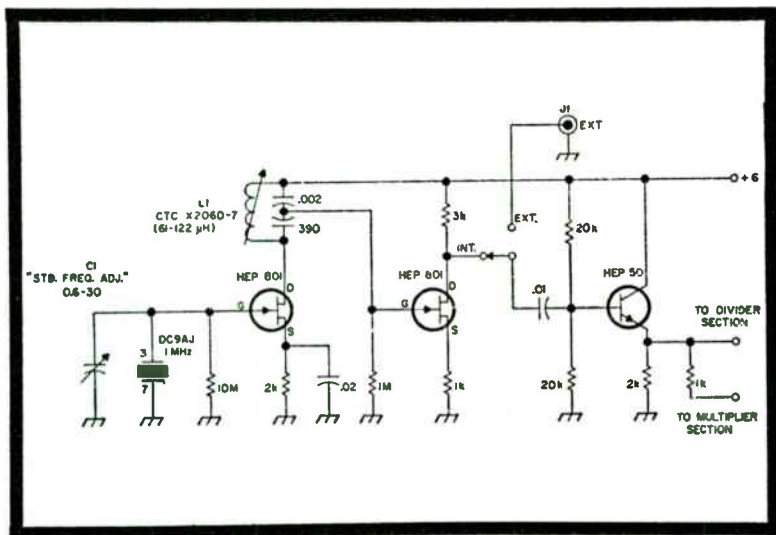 J1
EXT
+6
L1
CTC X2060-7
(61-122 μH)
.002
390
3k
EXT.
INT.
20k
C1
"STD. FREQ. ADJ."
0.6-30
HEP 801
D
G
S
HEP 801
D
G
S
.01
HEP 50
DC9AJ
1 MHz
3
7
10M
2k
.02
1M
1k
20k
2k
1k
TO DIVIDER
SECTION
TO MULTIPLIER
SECTION